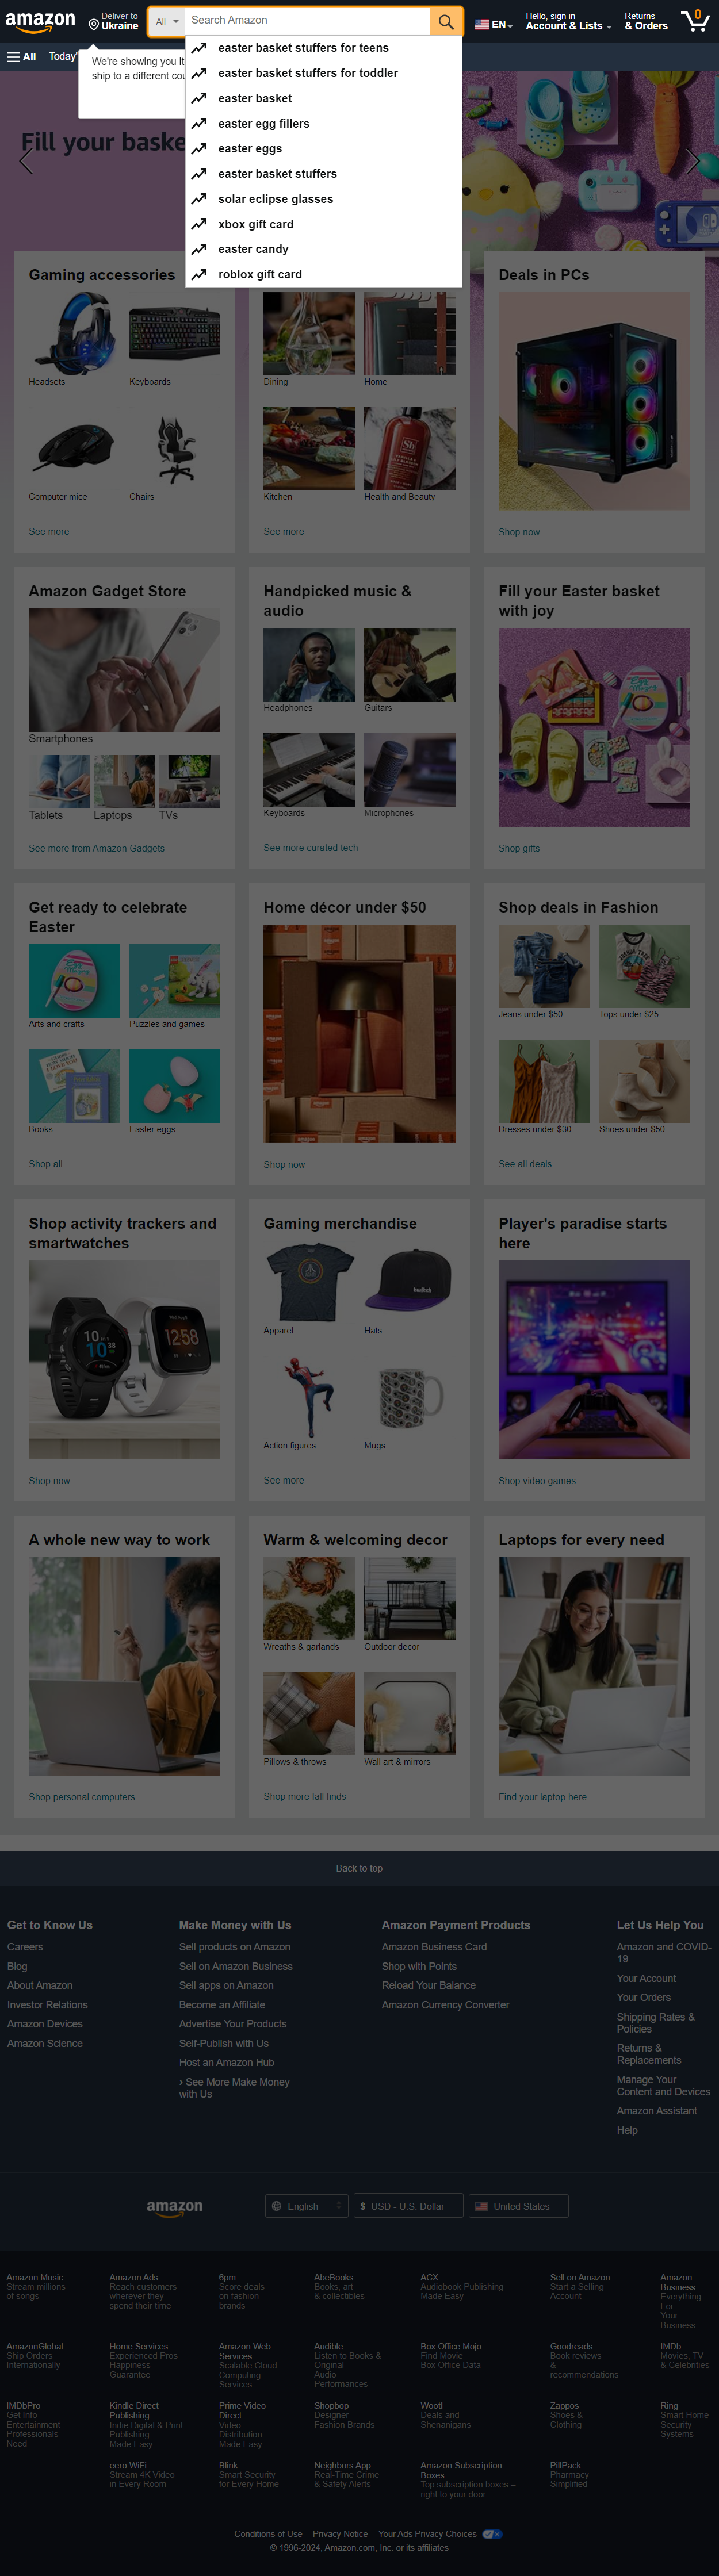 amazon
Deliver to
Ukraine
All
Search Amazon
EN
Hello, sign in
Account & Lists
Returns
& Orders
0
All
Today'
We're showing you it
ship to a different cou
easter basket stuffers for teens
easter basket stuffers for toddler
easter basket
easter egg fillers
easter eggs
easter basket stuffers
solar eclipse glasses
xbox gift card
easter candy
roblox gift card
Fill your baske
Gaming accessories
Headsets
Keyboards
Computer mice
Chairs
See more
Dining
Home
Kitchen
Health and Beauty
See more
Deals in PCs
Shop now
Amazon Gadget Store
Smartphones
Tablets
Laptops
TVs
See more from Amazon Gadgets
Handpicked music &
audio
Headphones
Guitars
Keyboards
Microphones
See more curated tech
Fill your Easter basket
with joy
Shop gifts
Get ready to celebrate
Easter
Arts and crafts
Puzzles and games
Books
Easter eggs
Shop all
Home décor under $50
Shop now
Shop deals in Fashion
Jeans under $50
Tops under $25
Dresses under $30
Shoes under $50
See all deals
Shop activity trackers and
smartwatches
1258
Shop now
Gaming merchandise
Apparel
Hats
Action figures
Mugs
See more
Player's paradise starts
here
Shop video games
A whole new way to work
Shop personal computers
Warm & welcoming decor
Wreaths & garlands
Outdoor decor
Pillows & throws
Wall art & mirrors
Shop more fall finds
Laptops for every need
Find your laptop here
Back to top
Get to Know Us
Careers
Blog
About Amazon
Investor Relations
Amazon Devices
Amazon Science
Make Money with Us
Sell products on Amazon
Sell on Amazon Business
Sell apps on Amazon
Become an Affiliate
Advertise Your Products
Self-Publish with Us
Host an Amazon Hub
› See More Make Money
with Us
Amazon Payment Products
Amazon Business Card
Shop with Points
Reload Your Balance
Amazon Currency Converter
Let Us Help You
Amazon and COVID-
19
Your Account
Your Orders
Shipping Rates &
Policies
Returns &
Replacements
Manage Your
Content and Devices
Amazon Assistant
Help
amazon
English
$ USD - U.S. Dollar
United States
Amazon Music
Stream millions
of songs
Amazon Ads
Reach customers
wherever they
spend their time
6pm
Score deals
on fashion
brands
AbeBooks
Books, art
& collectibles
ACX
Audiobook Publishing
Made Easy
Sell on Amazon
Start a Selling
Account
Amazon
Business
Everything
For
Your
Business
AmazonGlobal
Ship Orders
Internationally
Home Services
Experienced Pros
Happiness
Guarantee
Amazon Web
Services
Scalable Cloud
Computing
Services
Audible
Listen to Books &
Original
Audio
Performances
Box Office Mojo
Find Movie
Box Office Data
Goodreads
Book reviews
&
recommendations
IMDb
Movies, TV
& Celebrities
IMDbPro
Get Info
Entertainment
Professionals
Need
Kindle Direct
Publishing
Indie Digital & Print
Publishing
Made Easy
Prime Video
Direct
Video
Distribution
Made Easy
Shopbop
Designer
Fashion Brands
Woot!
Deals and
Shenanigans
Zappos
Shoes &
Clothing
Ring
Smart Home
Security
Systems
eero WiFi
Stream 4K Video
in Every Room
Blink
Smart Security
for Every Home
Neighbors App
Real-Time Crime
& Safety Alerts
Amazon Subscription
Boxes
Top subscription boxes –
right to your door
PillPack
Pharmacy
Simplified
Conditions of Use
Privacy Notice
Your Ads Privacy Choices
© 1996-2024, Amazon.com, Inc. or its affiliates